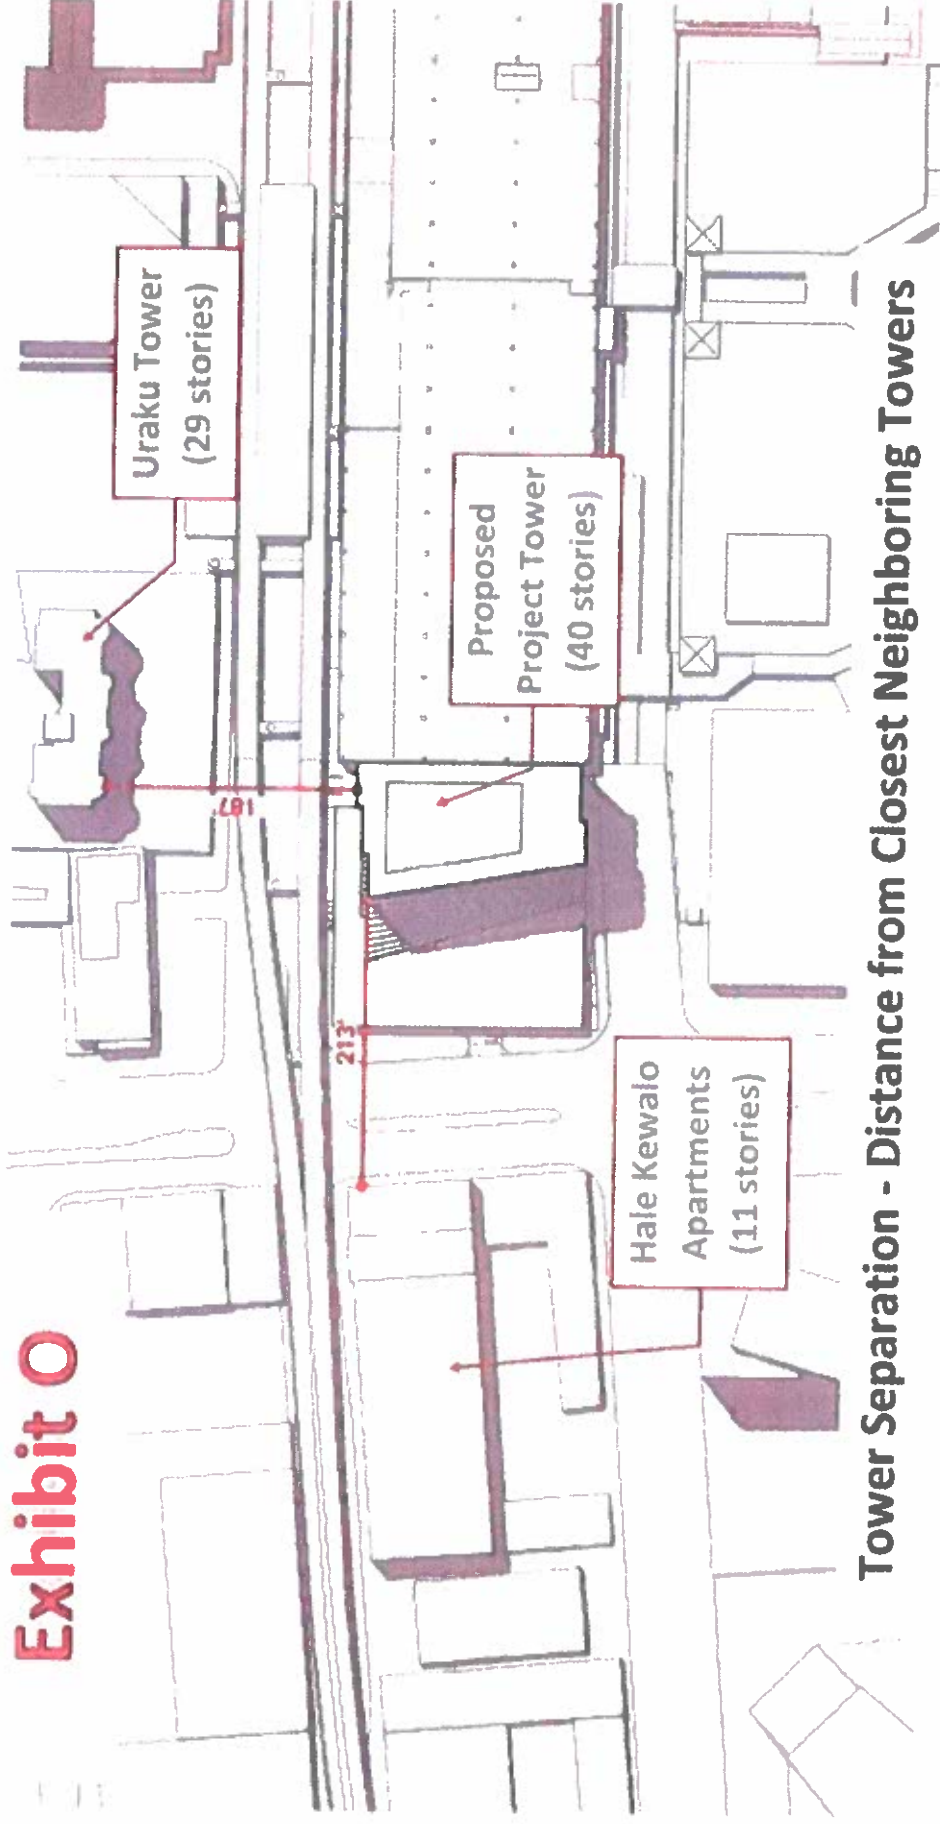 Exhibit O
Uraku Tower
(29 stories)
187'
213'
Proposed
Project Tower
(40 stories)
Hale Kewalo
Apartments
(11 stories)
Tower Separation - Distance from Closest Neighboring Towers